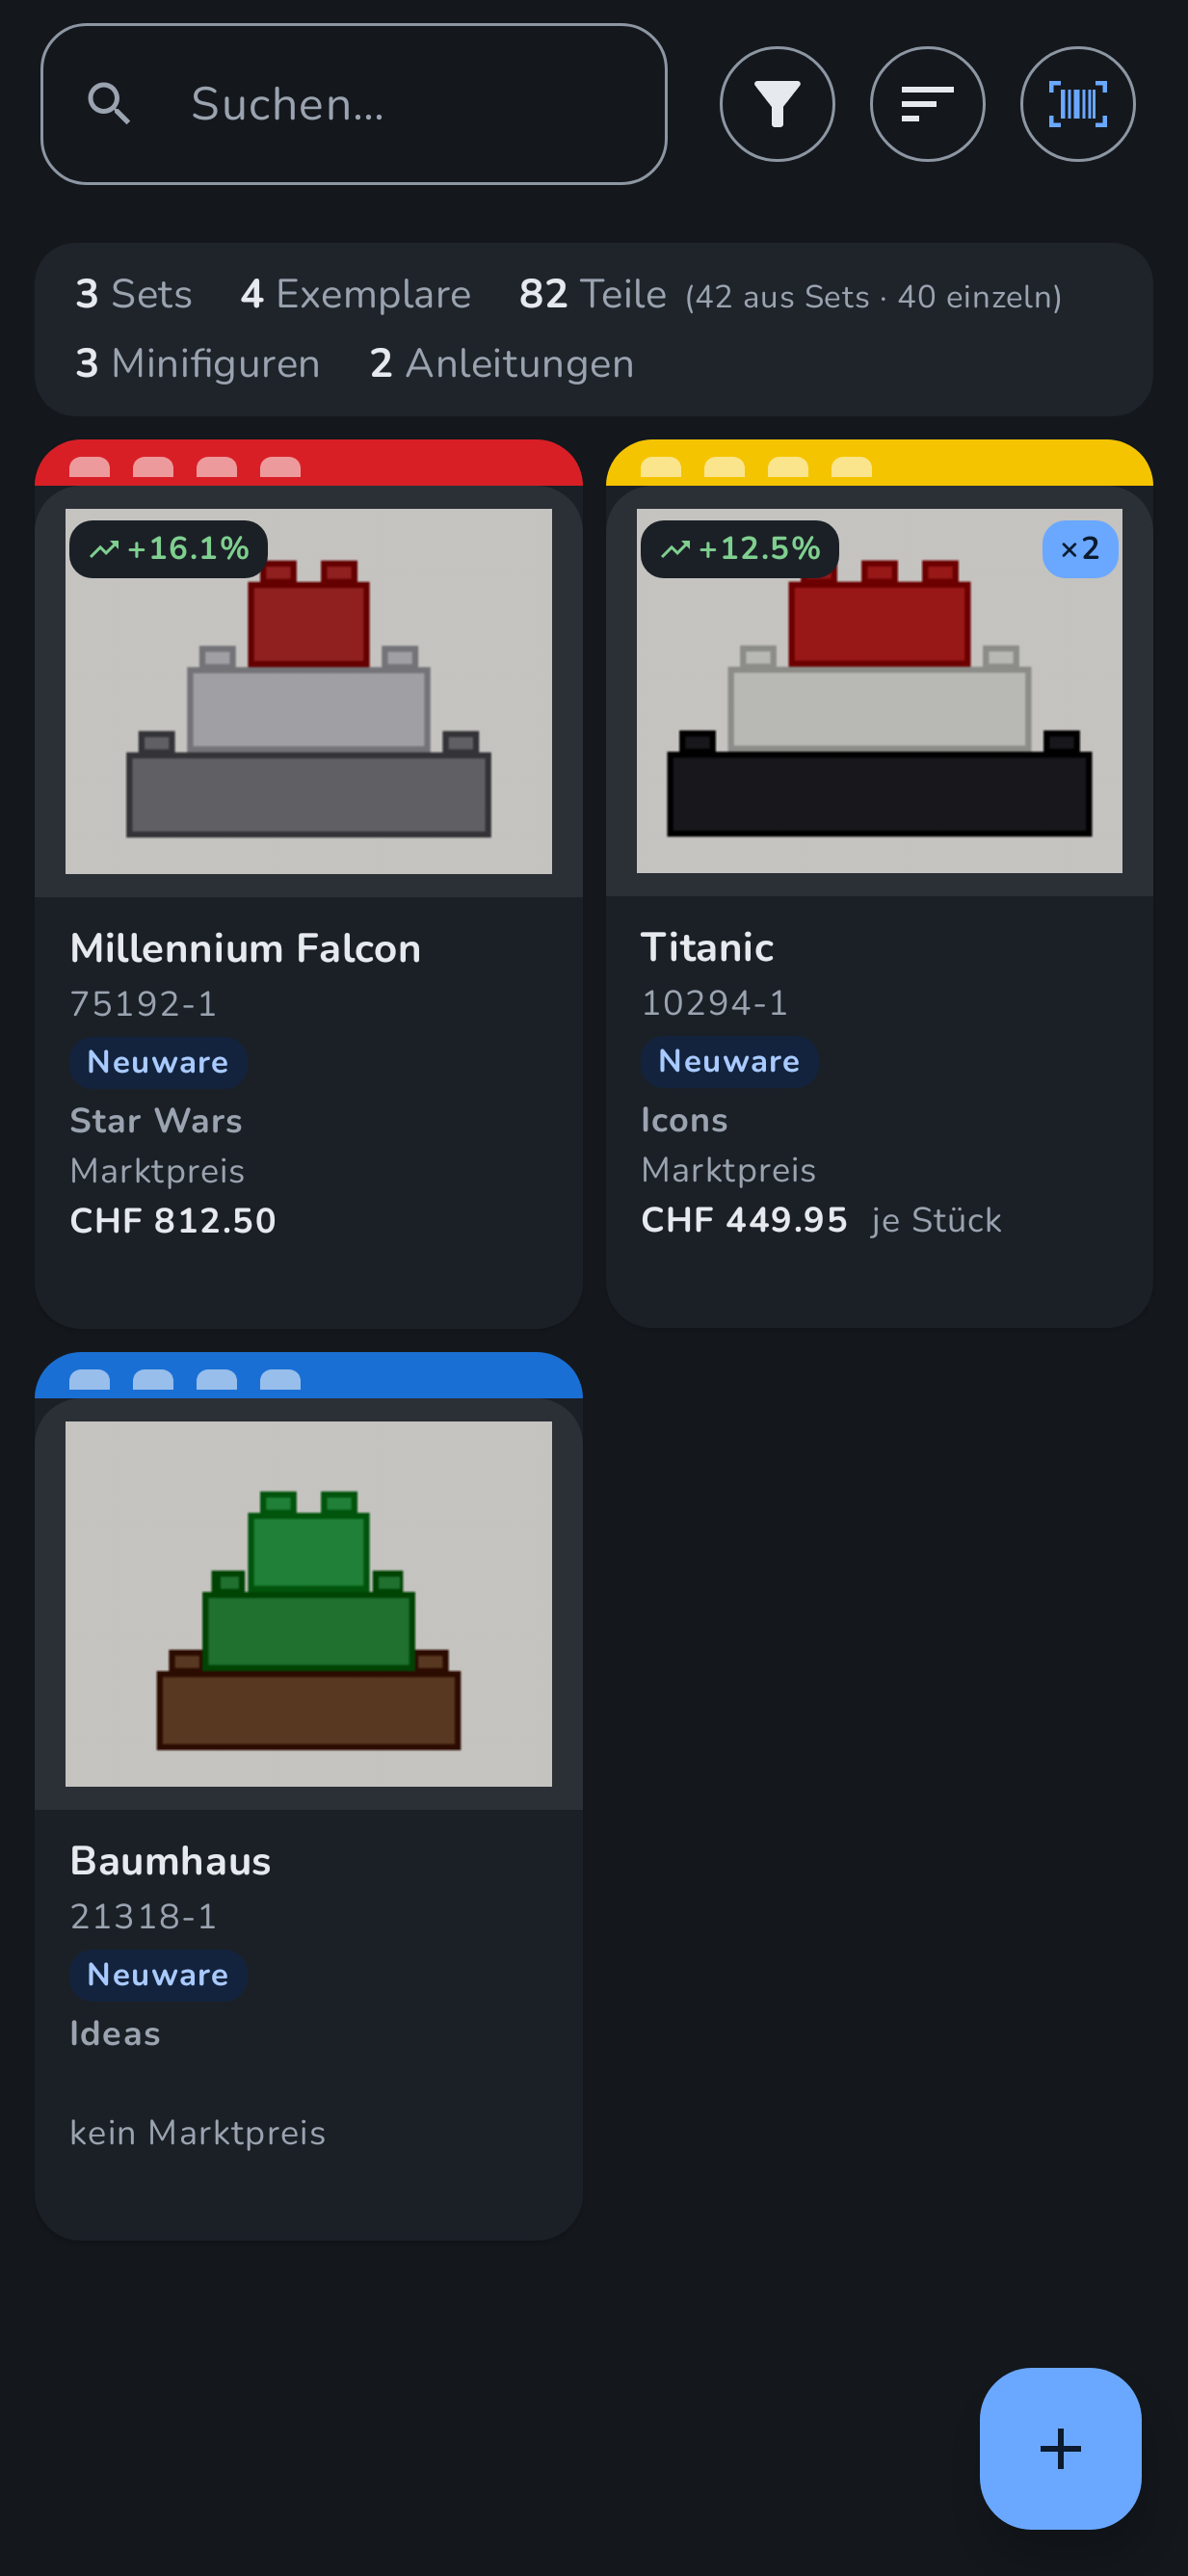 Suchen...
3 Sets 4 Exemplare 82 Teile (42 aus Sets · 40 einzeln)
3 Minifiguren 2 Anleitungen
+16.1%
+12.5%
×2
Millennium Falcon
75192-1
Neuware
Star Wars
Marktpreis
CHF 812.50
Titanic
10294-1
Neuware
Icons
Marktpreis
CHF 449.95 je Stück
Baumhaus
21318-1
Neuware
Ideas
kein Marktpreis